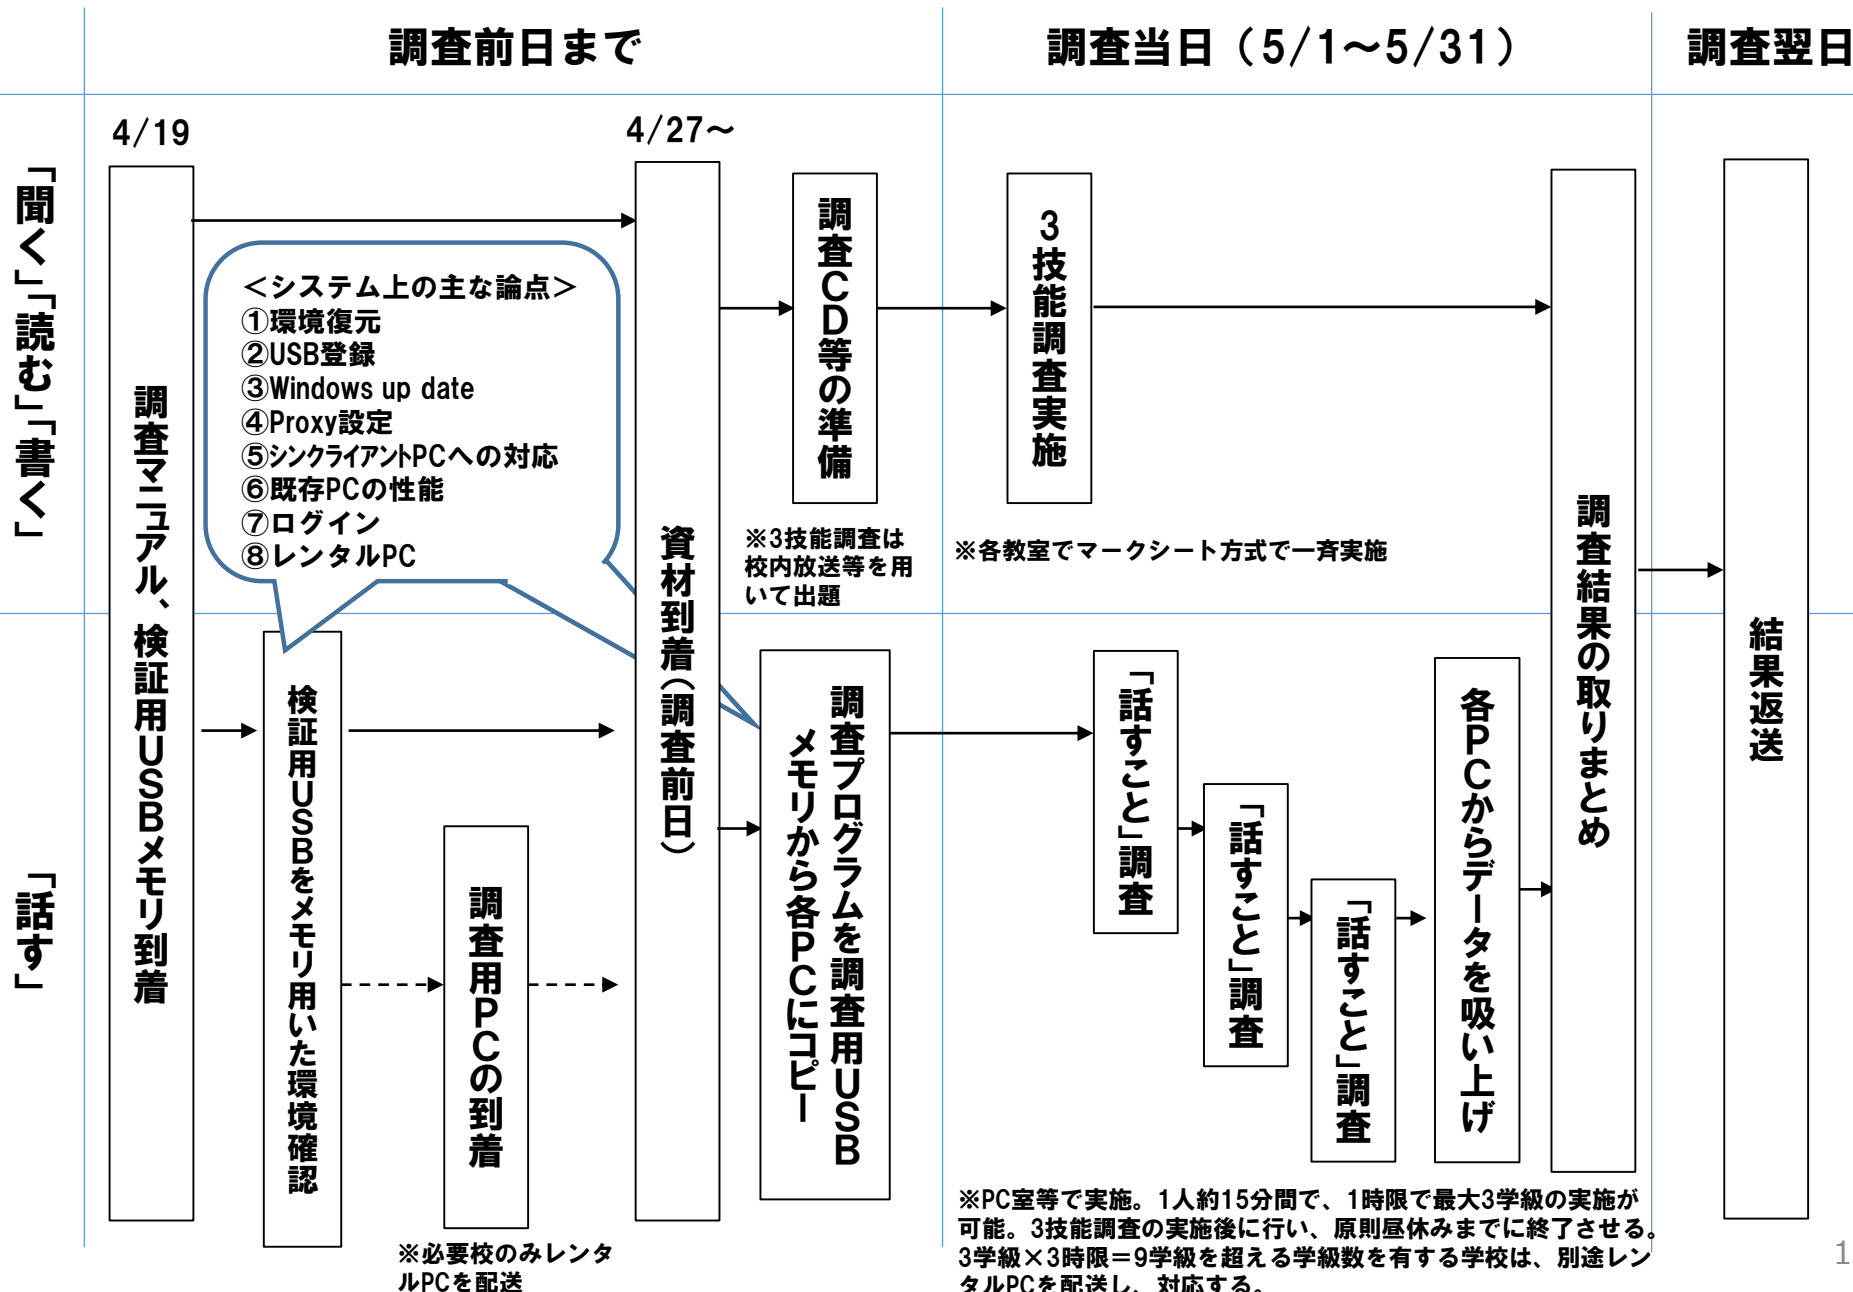 調査前日まで
調査当日（5/1～5/31）
調査翌日
「聞く」「読む」「書く」
「話す」
4/19
4/27～
調査マニュアル、検証用USBメモリ到着
＜システム上の主な論点＞
①環境復元
②USB登録
③Windows up date
④Proxy設定
⑤シンクライアントPCへの対応
⑥既存PCの性能
⑦ログイン
⑧レンタルPC
検証用USBをメモリ用いた環境確認
調査用PCの到着
※必要校のみレンタ
ルPCを配送
資材到着（調査前日）
調査CD等の準備
※3技能調査は
校内放送等を用
いて出題
調査プログラムを調査用USB
メモリから各PCにコピー
3技能調査実施
※各教室でマークシート方式で一斉実施
「話すこと」調査
「話すこと」調査
「話すこと」調査
各PCからデータを吸い上げ
※PC室等で実施。1人約15分間で、1時限で最大3学級の実施が
可能。3技能調査の実施後に行い、原則昼休みまでに終了させる。
3学級×3時限＝9学級を超える学級数を有する学校は、別途レン
タルPCを配送し、対応する。
調査結果の取りまとめ
結果返送
1